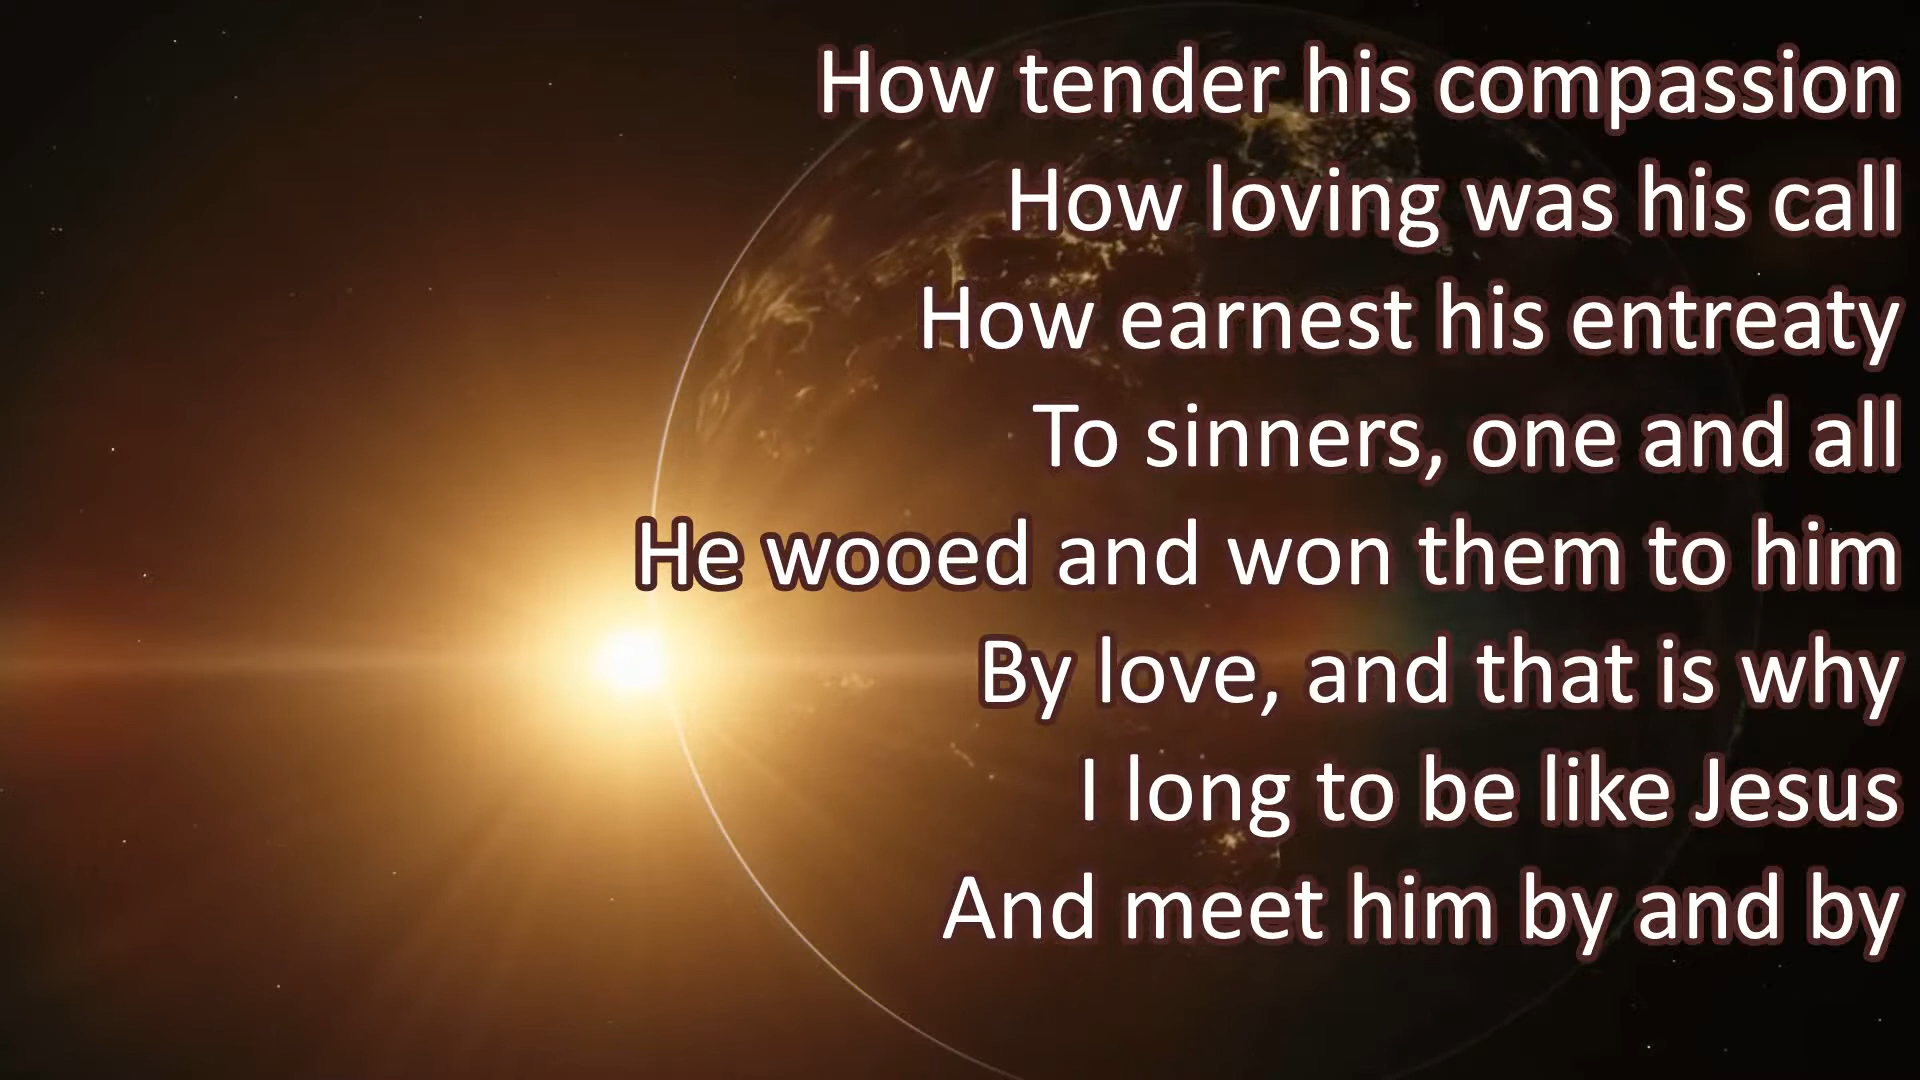 How tender his compassion
How loving was his call
How earnest his entreaty
To sinners, one and all
He wooed and won them to him
By love, and that is why
I long to be like Jesus
And meet him by and by